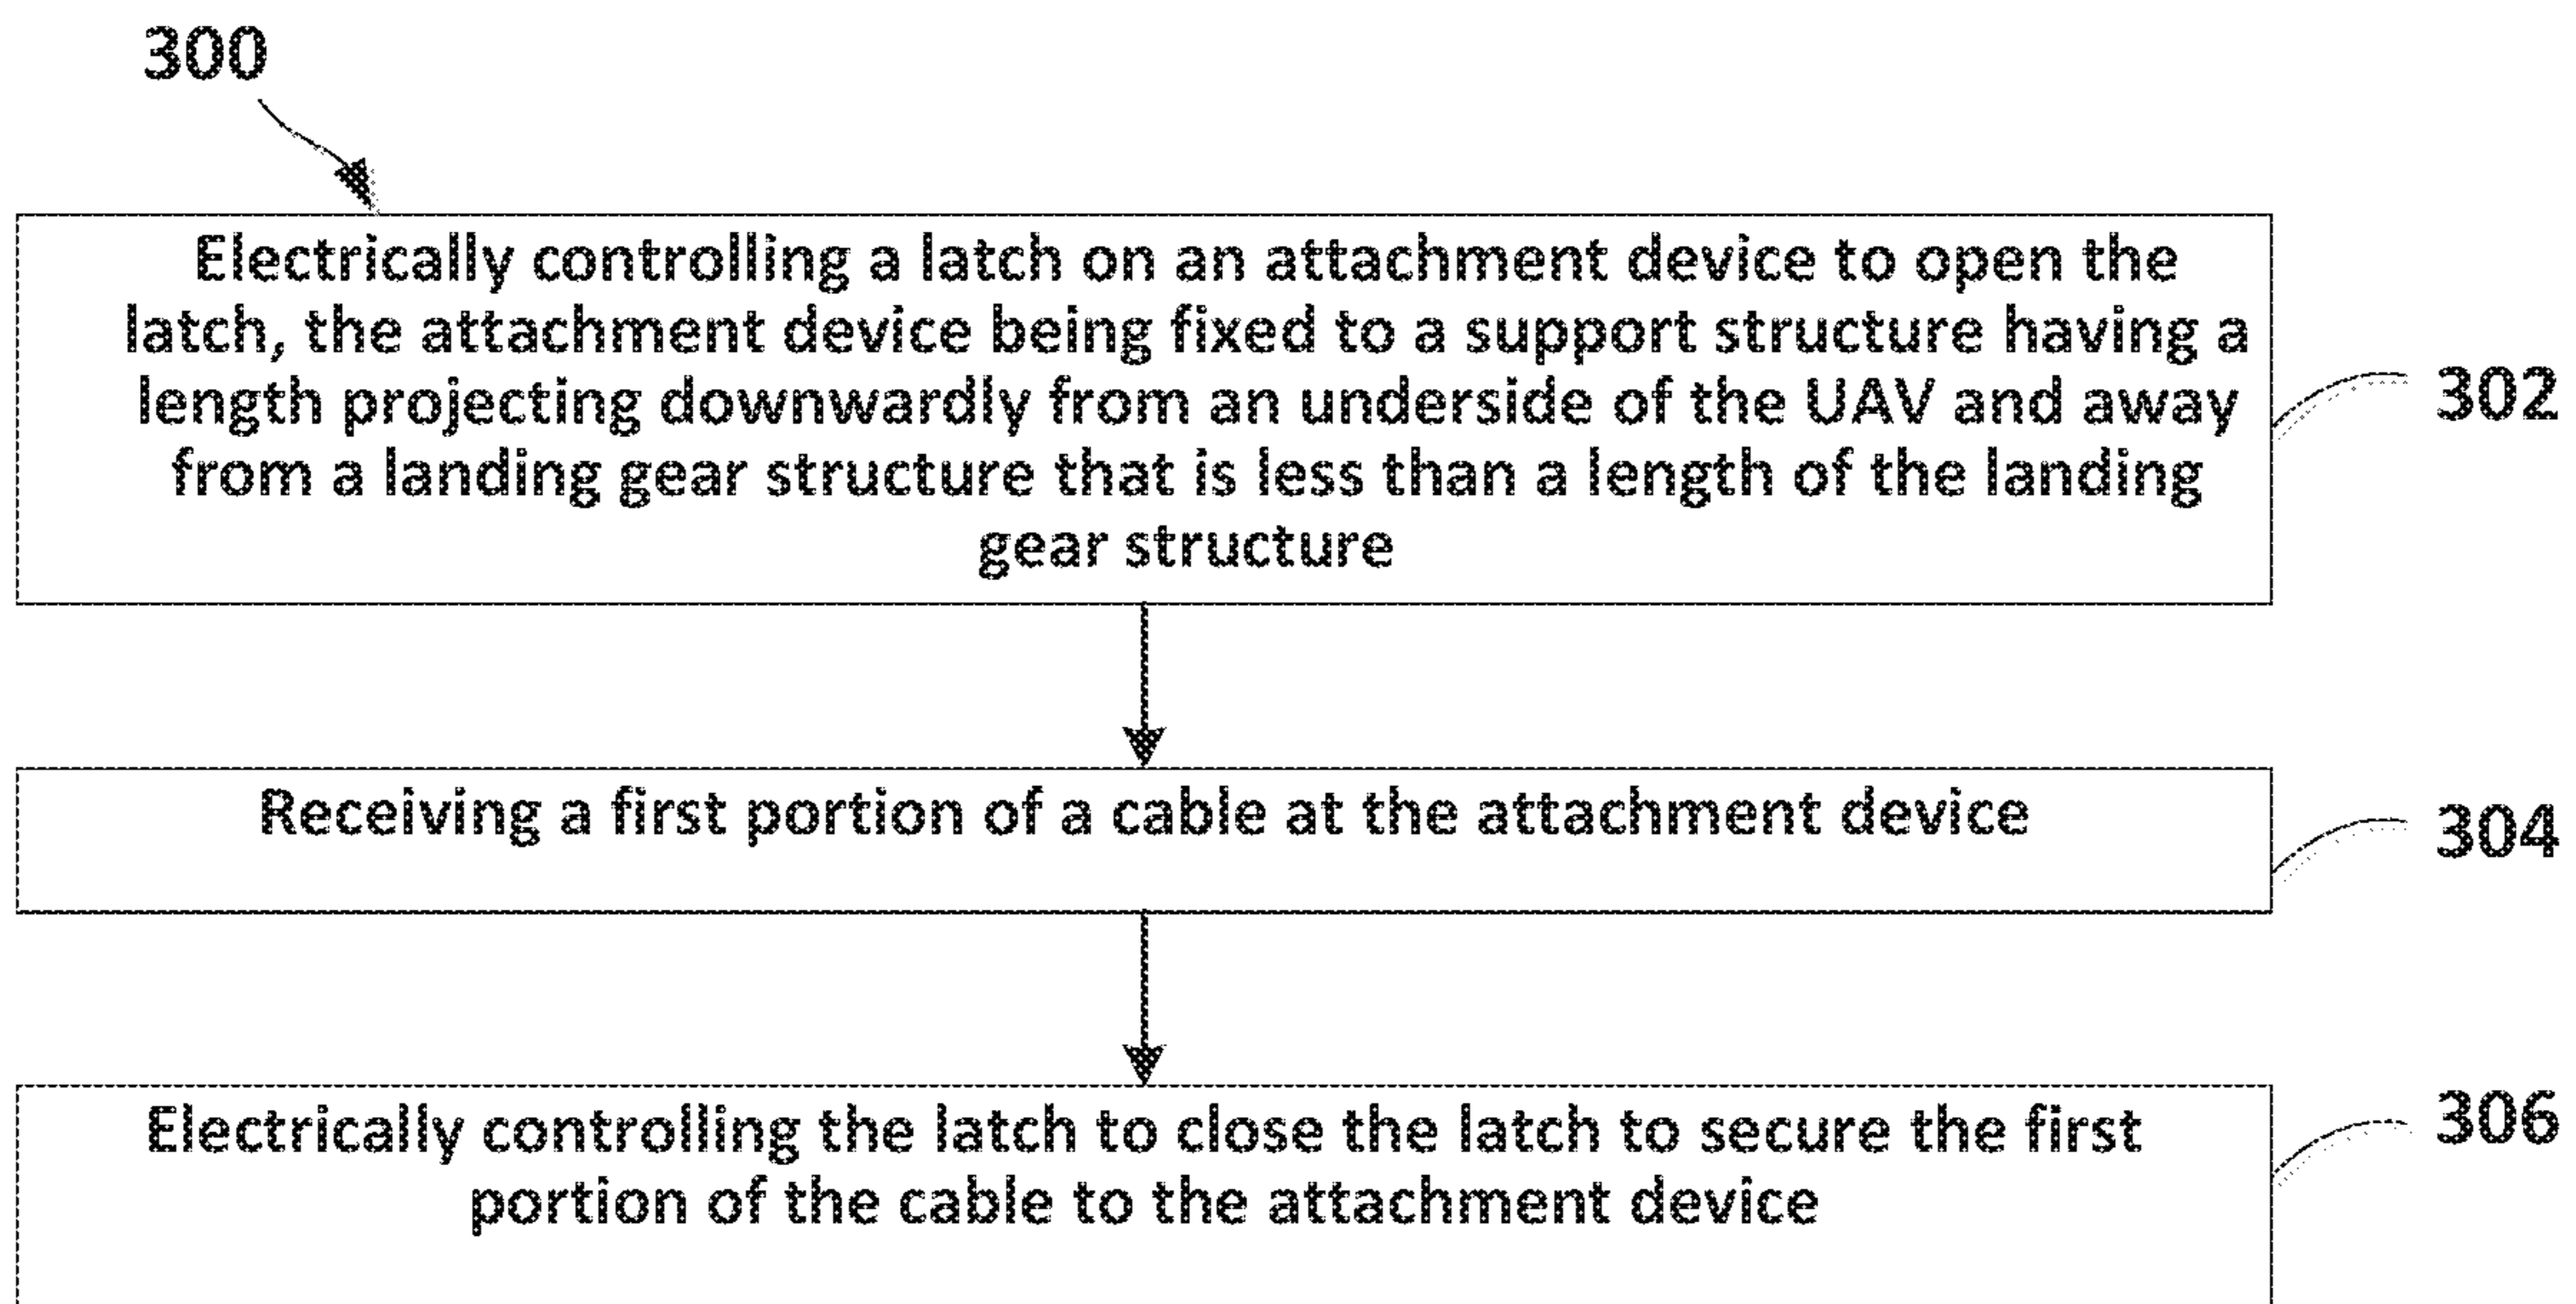 300
Electrically controlling a latch on an attachment device to open the
latch, the attachment device being fixed to a support structure having a
length projecting downwardly from an underside of the UAV and away
from a landing gear structure that is less than a length of the landing
gear structure
302
Receiving a first portion of a cable at the attachment device
304
Electrically controlling the latch to close the latch to secure the first
portion of the cable to the attachment device
306